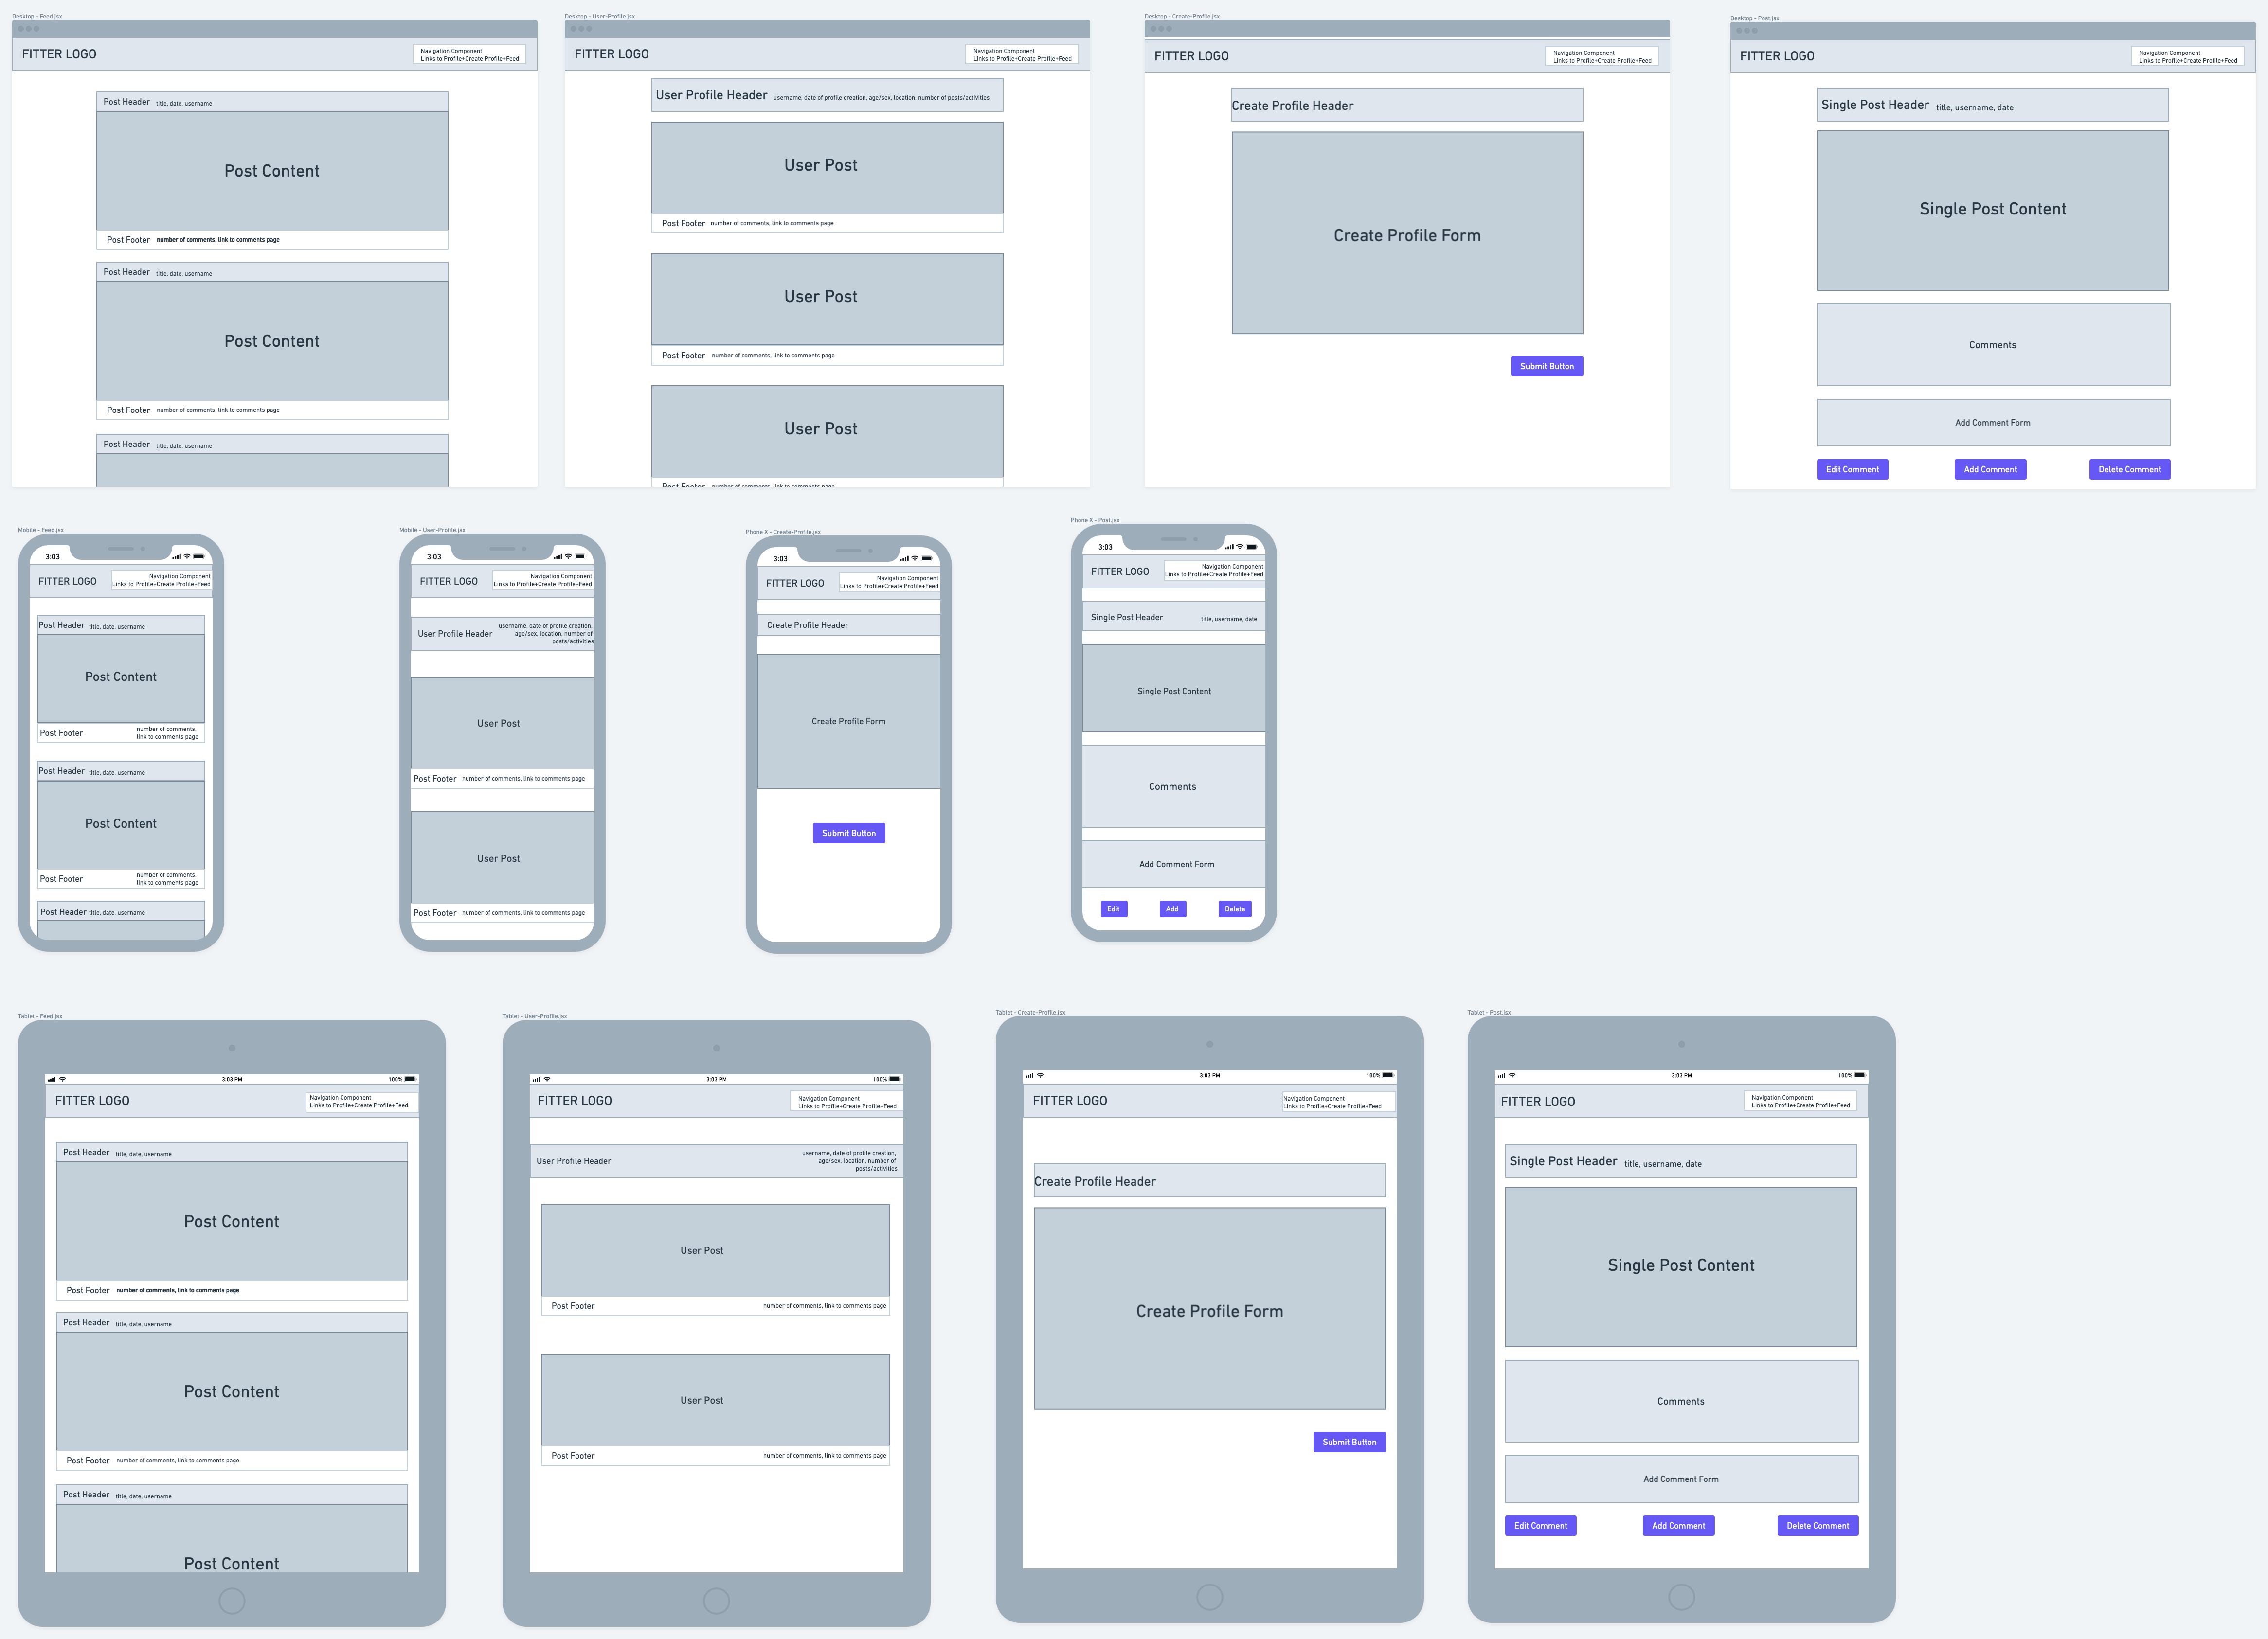 Desktop - Feed.jsx
FITTER LOGO
Navigation Component
Links to Profile+Create Profile+Feed
Post Header title, date, username
Post Content
Post Footer number of comments, link to comments page
Post Header title, date, username
Post Content
Post Footer number of comments, link to comments page
Post Header title, date, username
Desktop - User-Profile.jsx
FITTER LOGO
Navigation Component
Links to Profile+Create Profile+Feed
User Profile Header username, date of profile creation, age/sex, location, number of posts/activities
User Post
Post Footer number of comments, link to comments page
User Post
Post Footer number of comments, link to comments page
User Post
Post Footer number of comments, link to comments page
Desktop - Create-Profile.jsx
FITTER LOGO
Navigation Component
Links to Profile+Create Profile+Feed
Create Profile Header
Create Profile Form
Submit Button
Desktop - Post.jsx
FITTER LOGO
Navigation Component
Links to Profile+Create Profile+Feed
Single Post Header title, username, date
Single Post Content
Comments
Add Comment Form
Edit Comment
Add Comment
Delete Comment
Mobile - Feed.jsx
3:03
FITTER LOGO
Navigation Component
Links to Profile+Create Profile+Feed
Post Header title, date, username
Post Content
Post Footer
number of comments,
link to comments page
Post Header title, date, username
Post Content
Post Footer
number of comments,
link to comments page
Post Header title, date, username
Mobile - User-Profile.jsx
3:03
FITTER LOGO
Navigation Component
Links to Profile+Create Profile+Feed
User Profile Header
username, date of profile creation,
age/sex, location, number of
posts/activities
User Post
Post Footer number of comments, link to comments page
User Post
Post Footer number of comments, link to comments page
Phone X - Create-Profile.jsx
3:03
FITTER LOGO
Navigation Component
Links to Profile+Create Profile+Feed
Create Profile Header
Create Profile Form
Submit Button
Phone X - Post.jsx
3:03
FITTER LOGO
Navigation Component
Links to Profile+Create Profile+Feed
Single Post Header title, username, date
Single Post Content
Comments
Add Comment Form
Edit
Add
Delete
Tablet - Feed.jsx
3:03 PM
100%
FITTER LOGO
Navigation Component
Links to Profile+Create Profile+Feed
Post Header title, date, username
Post Content
Post Footer number of comments, link to comments page
Post Header title, date, username
Post Content
Post Footer number of comments, link to comments page
Post Header title, date, username
Post Content
Tablet - User-Profile.jsx
3:03 PM
100%
FITTER LOGO
Navigation Component
Links to Profile+Create Profile+Feed
User Profile Header
username, date of profile creation,
age/sex, location, number of
posts/activities
User Post
Post Footer number of comments, link to comments page
User Post
Post Footer number of comments, link to comments page
Tablet - Create-Profile.jsx
3:03 PM
100%
FITTER LOGO
Navigation Component
Links to Profile+Create Profile+Feed
Create Profile Header
Create Profile Form
Submit Button
Tablet - Post.jsx
3:03 PM
100%
FITTER LOGO
Navigation Component
Links to Profile+Create Profile+Feed
Single Post Header title, username, date
Single Post Content
Comments
Add Comment Form
Edit Comment
Add Comment
Delete Comment